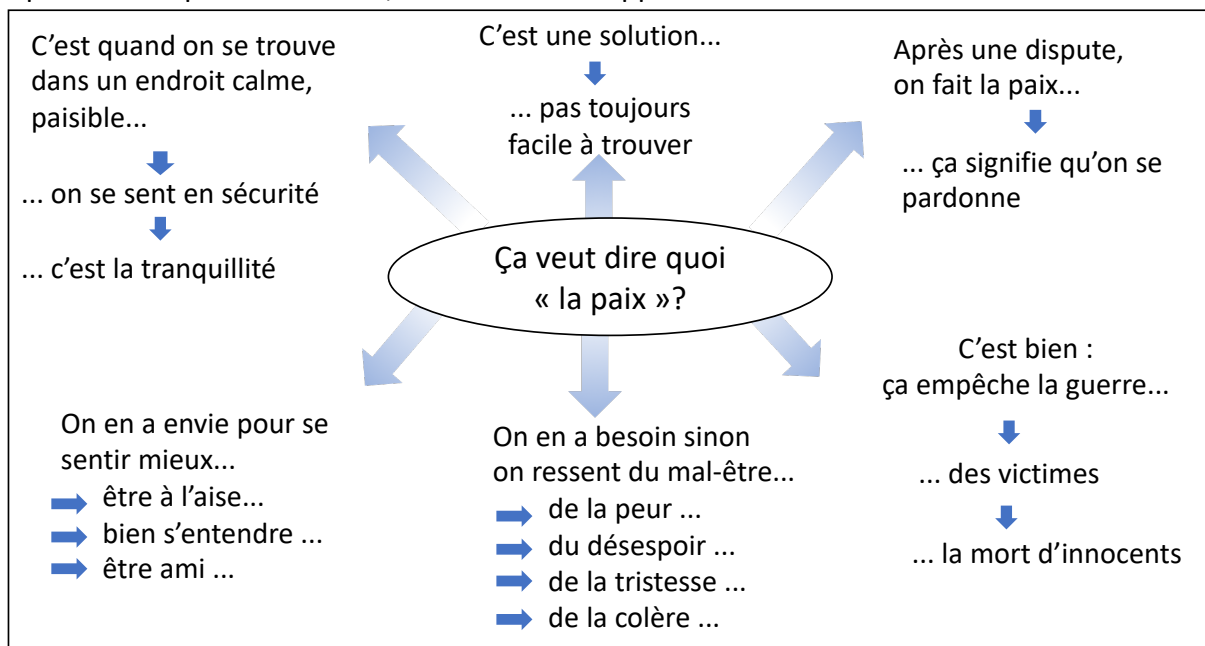 C'est quand on se trouve
dans un endroit calme,
paisible...
... on se sent en sécurité
... c'est la tranquillité
C'est une solution...
... pas toujours
facile à trouver
Après une dispute,
on fait la paix...
... ça signifie qu'on se
pardonne
Ça veut dire quoi
« la paix »?
On en a envie pour se
sentir mieux...
être à l'aise...
bien s'entendre ...
être ami ...
On en a besoin sinon
on ressent du mal-être...
de la peur ...
du désespoir ...
de la tristesse ...
de la colère ...
C'est bien :
ça empêche la guerre...
... des victimes
... la mort d'innocents